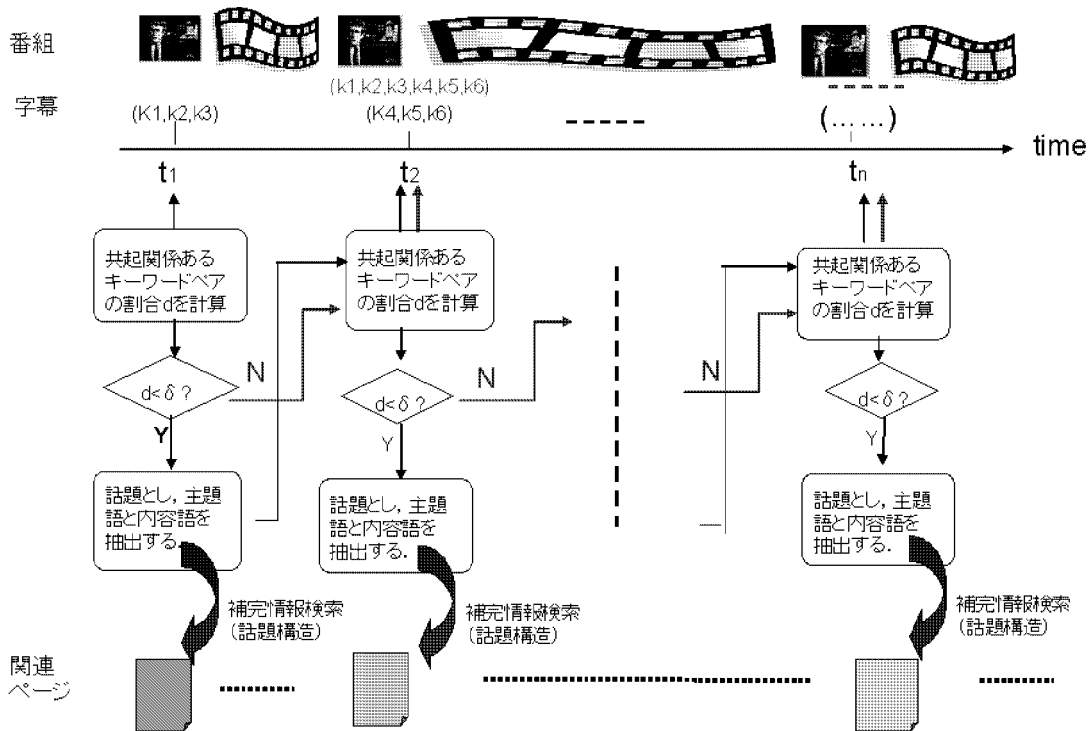 番組
字幕
(k1,k2,k3,k4,k5,k6)
(K1,k2,k3)
(K4,k5,k6)
(... ...)
time
t1
t2
tn
共起関係ある
キーワードペア
の割合dを計算
共起関係ある
キーワードペア
の割合dを計算
共起関係ある
キーワードペア
の割合dを計算
d<δ?
N
d<δ?
N
N
d<δ?
Y
Y
Y
話題とし,主題
語と内容語を
抽出する.
話題とし,主題
語と内容語を
抽出する.
話題とし,主題
語と内容語を
抽出する.
補完情報検索
(話題構造)
補完情報検索
(話題構造)
補完情報検索
(話題構造)
関連
ページ